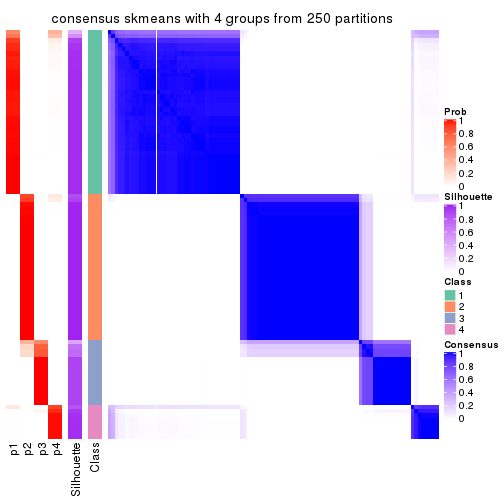 consensus skmeans with 4 groups from 250 partitions
Prob
1
0.8
0.6
0.4
0.2
0
Silhouette
1
0.8
0.6
0.4
0.2
0
Class
1
2
3
4
Consensus
1
0.8
0.6
0.4
0.2
0
p1
p2
p3
p4
Silhouette
Class